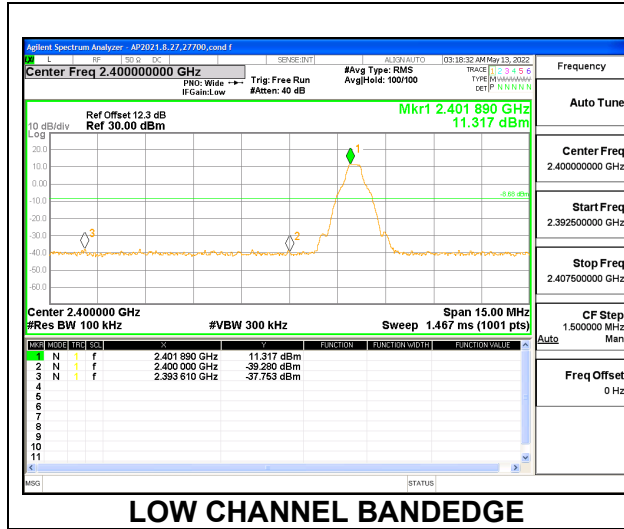 Agilent Spectrum Analyzer - AP2021.8.27,27700,cond f
L RF 50 Ω DC SENSE:INT ALIGN AUTO 03:18:32 AM May 13, 2022
Center Freq 2.400000000 GHz
PNO: Wide
IFGain:Low
Trig: Free Run
#Atten: 40 dB
#Avg Type: RMS
Avg|Hold: 100/100
TRACE 1 2 3 4 5 6
TYPE M
DET P N N N N N
Ref Offset 12.3 dB
Ref 30.00 dBm
10 dB/div
Log
Mkr1 2.401 890 GHz
11.317 dBm
20.0
10.0
0.00
-10.0
-20.0
-30.0
-40.0
-50.0
-60.0
1
2
3
-8.68 dBm
Center 2.400000 GHz Span 15.00 MHz
#Res BW 100 kHz #VBW 300 kHz Sweep 1.467 ms (1001 pts)
MKR MODE TRC SCL X Y FUNCTION FUNCTION WIDTH FUNCTION VALUE
1 N 1 f 2.401 890 GHz 11.317 dBm
2 N 1 f 2.400 000 GHz -39.280 dBm
3 N 1 f 2.393 610 GHz -37.753 dBm
4
5
6
7
8
9
10
11
MSG STATUS
Frequency
Auto Tune
Center Freq
2.400000000 GHz
Start Freq
2.392500000 GHz
Stop Freq
2.407500000 GHz
CF Step
1.500000 MHz
Auto Man
Freq Offset
0 Hz
LOW CHANNEL BANDEDGE